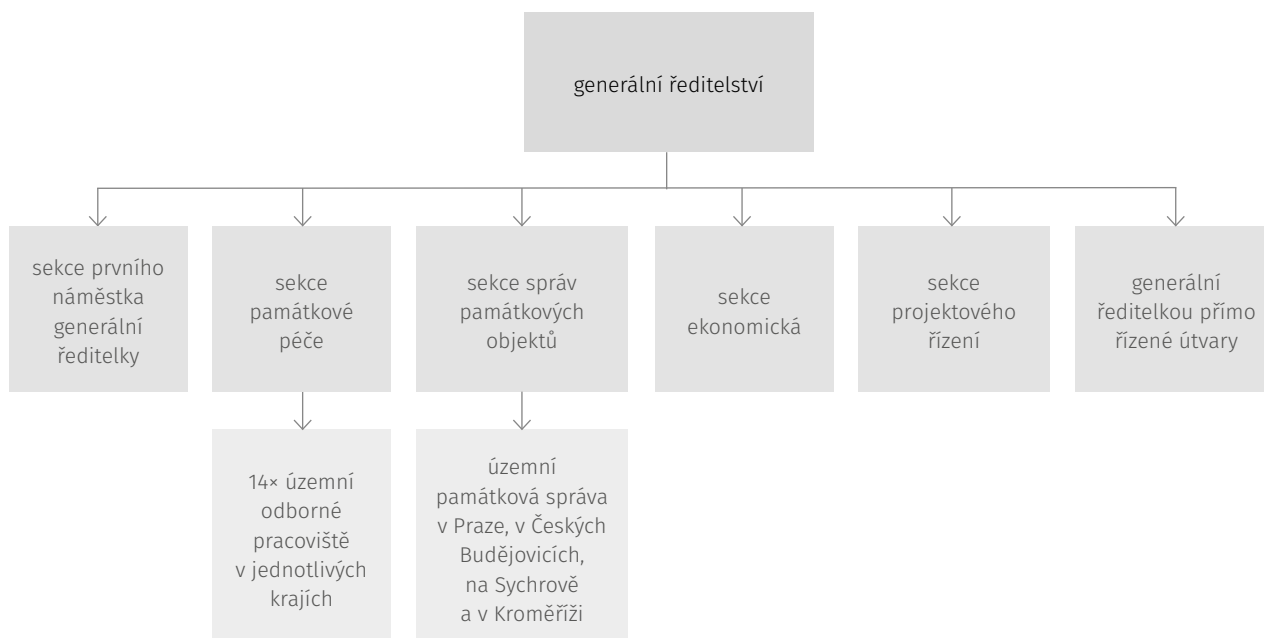 generální ředitelství
sekce prvního
náměstka
generální
ředitelky
sekce
památkové
péče
sekce správ
památkových
objektů
sekce
ekonomická
sekce
projektového
řízení
generální
ředitelkou přímo
řízené útvary
14× územní
odborné
pracoviště
v jednotlivých
krajích
územní
památková správa
v Praze, v Českých
Budějovicích,
na Sychrově
a v Kroměříži